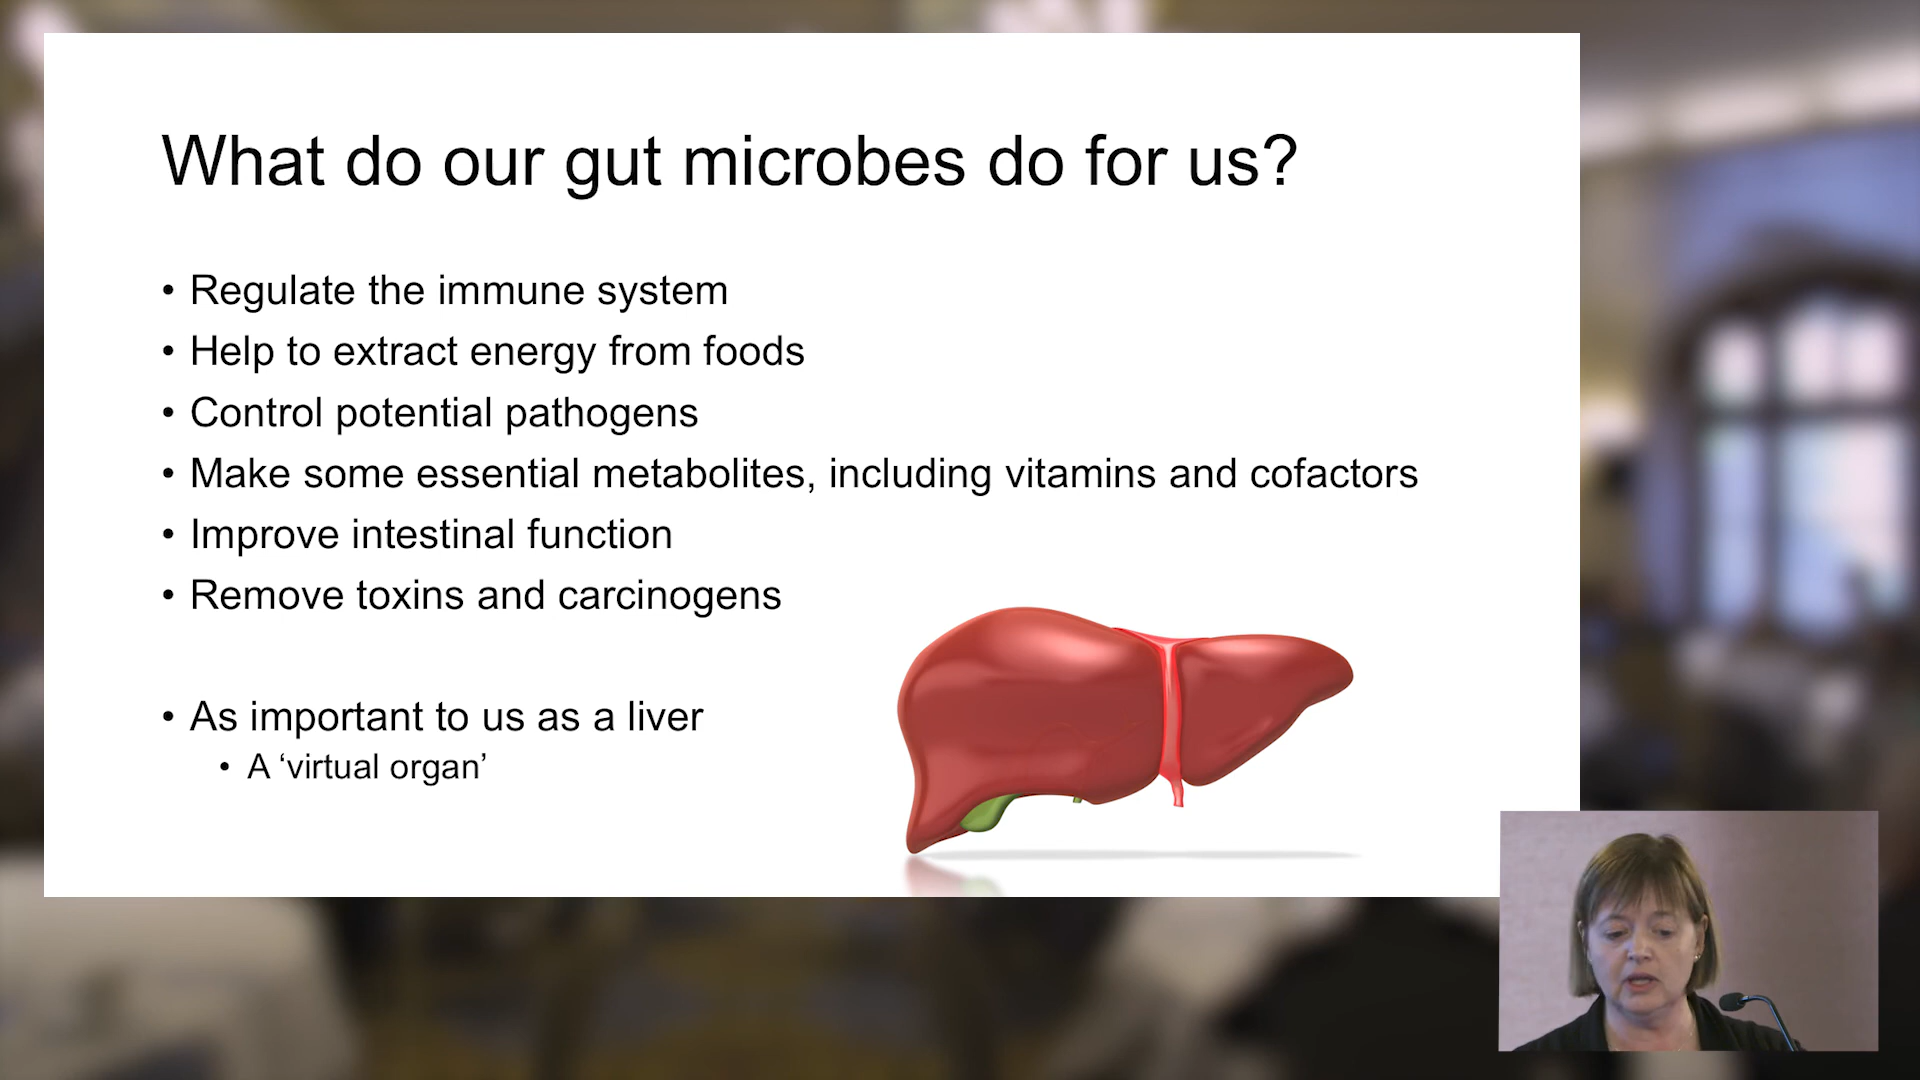 What do our gut microbes do for us?
• Regulate the immune system
• Help to extract energy from foods
• Control potential pathogens
• Make some essential metabolites, including vitamins and cofactors
• Improve intestinal function
• Remove toxins and carcinogens
• As important to us as a liver
• A ‘virtual organ’